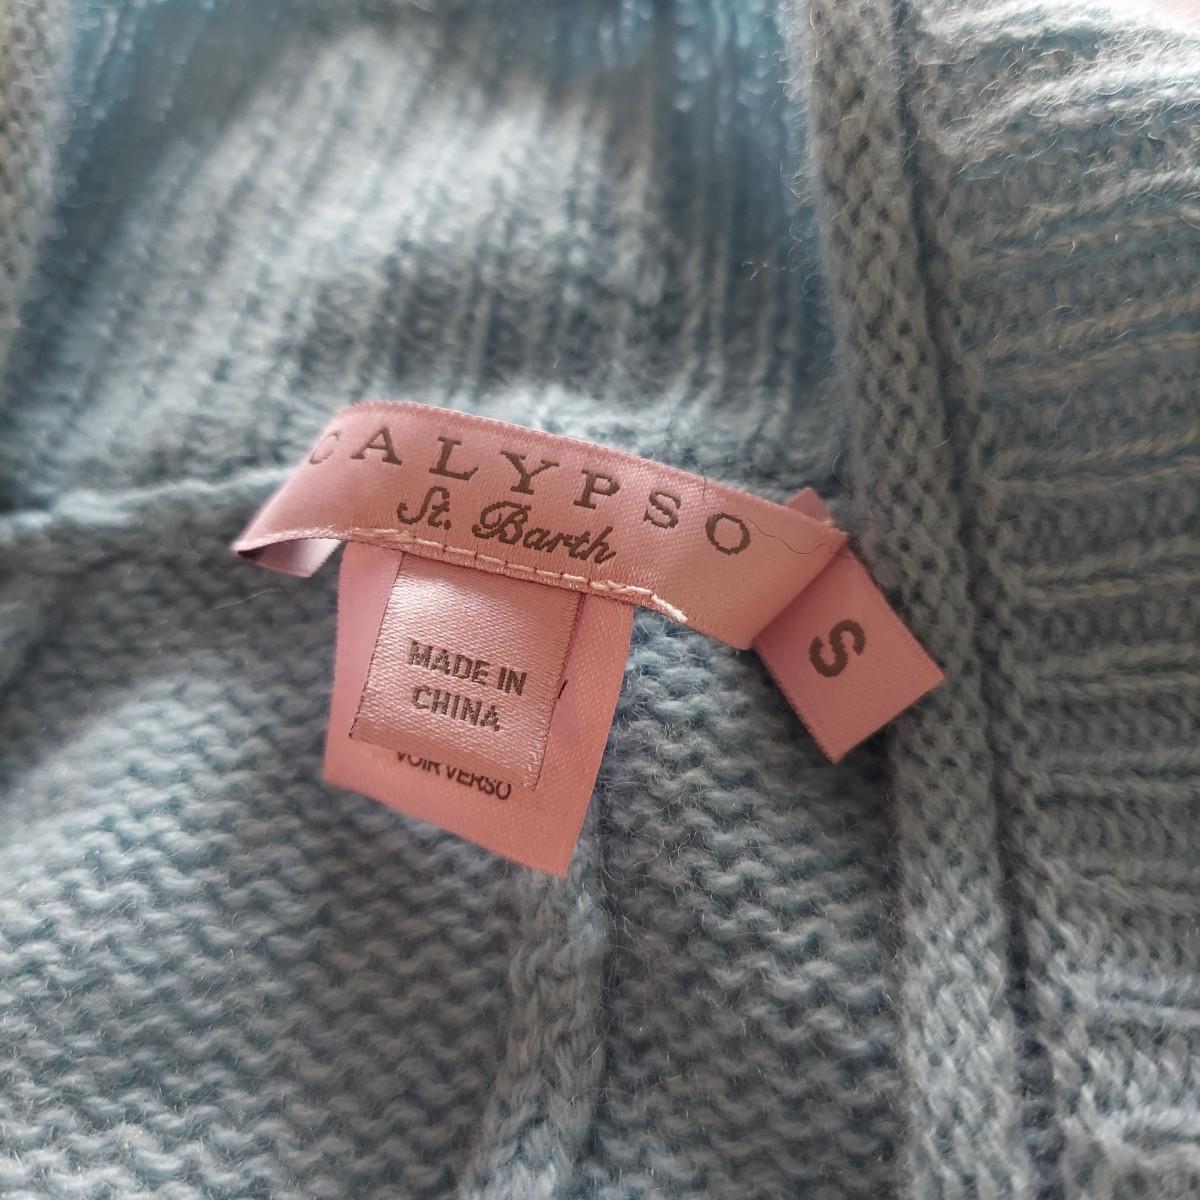 CALYPSO
St. Barth
S
MADE IN
CHINA
VOIR VERSO